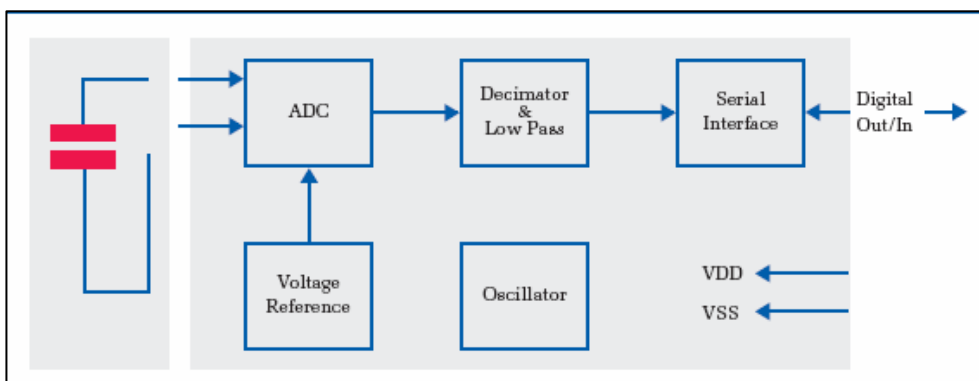 ADC
Decimator
&
Low Pass
Serial
Interface
Digital
Out/In
Voltage
Reference
Oscillator
VDD
VSS